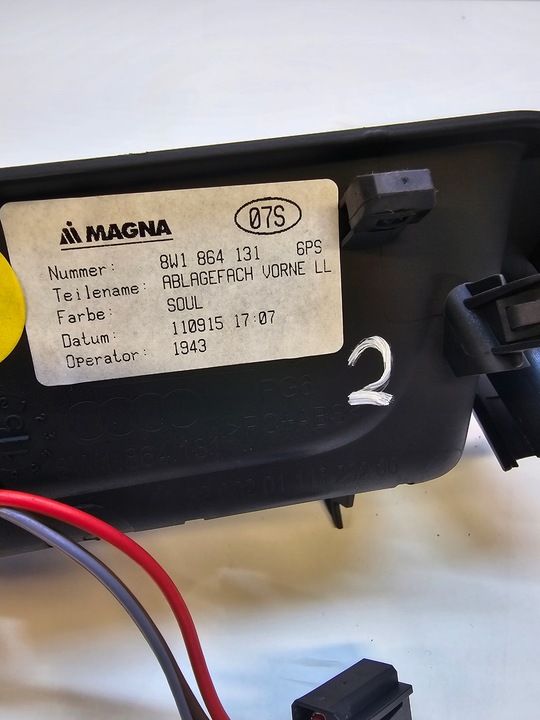 MAGNA
07S
Nummer: 8W1 864 131 6PS
Teilename: ABLAGEFACH VORNE LL
Farbe: SOUL
Datum: 110915 17:07
Operator: 1943
2